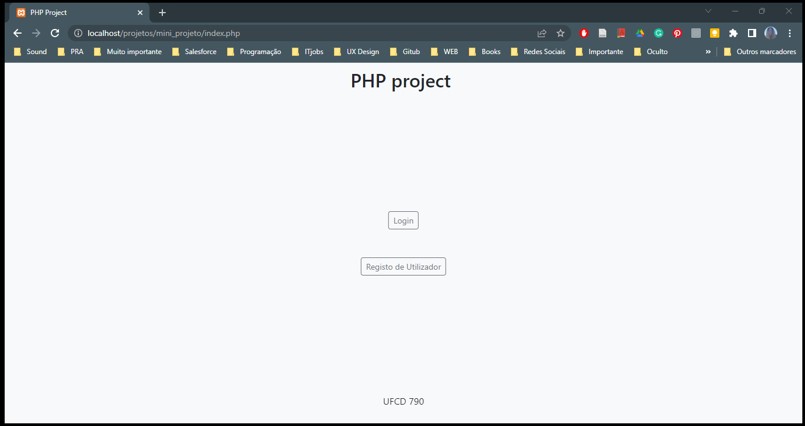 PHP Project
localhost/projetos/mini_projeto/index.php
Sound PRA Muito importante Salesforce Programação ITjobs UX Design Gitub WEB Books Redes Sociais Importante Oculto » Outros marcadores
PHP project
Login
Registo de Utilizador
UFCD 790